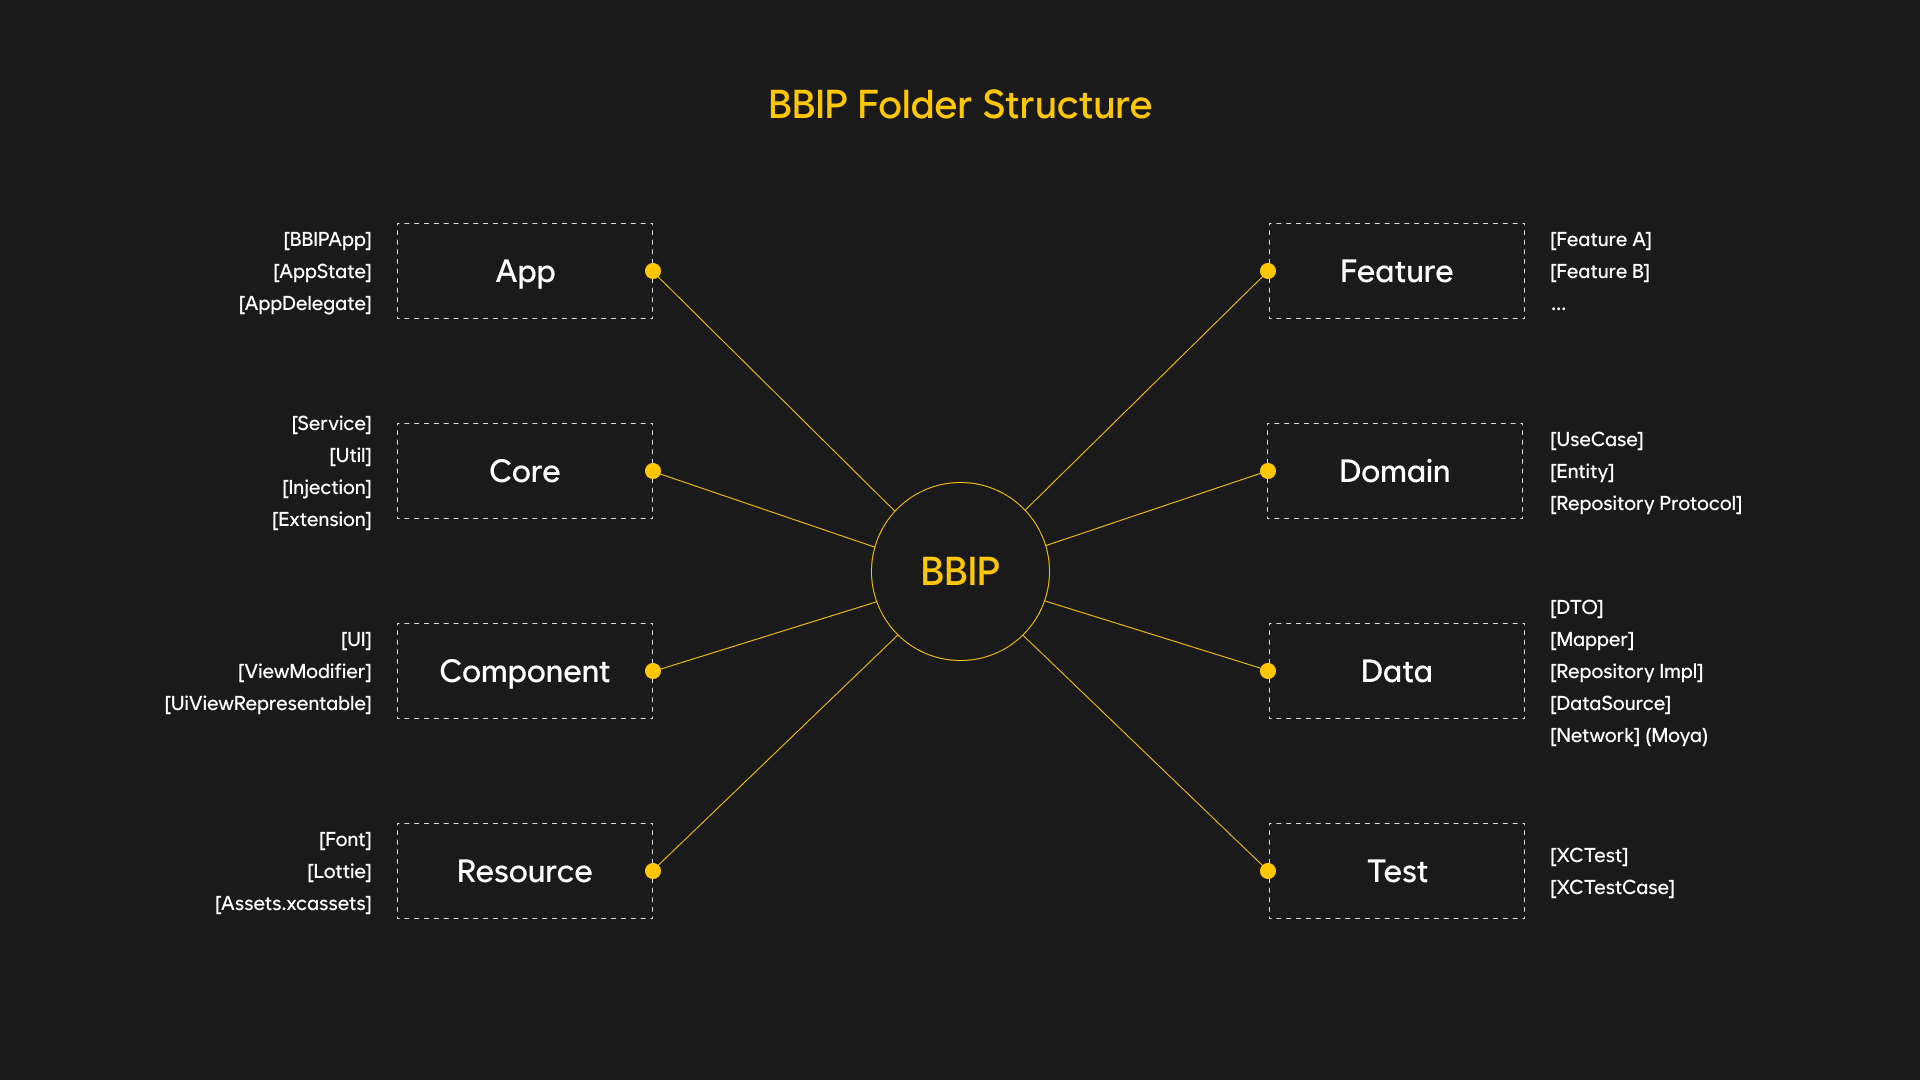 BBIP Folder Structure
[BBIPApp]
[AppState]
[AppDelegate]
App
[Service]
[Util]
[Injection]
[Extension]
Core
[UI]
[ViewModifier]
[UiViewRepresentable]
Component
[Font]
[Lottie]
[Assets.xcassets]
Resource
BBIP
Feature
[Feature A]
[Feature B]
...
Domain
[UseCase]
[Entity]
[Repository Protocol]
Data
[DTO]
[Mapper]
[Repository Impl]
[DataSource]
[Network] (Moya)
Test
[XCTest]
[XCTestCase]